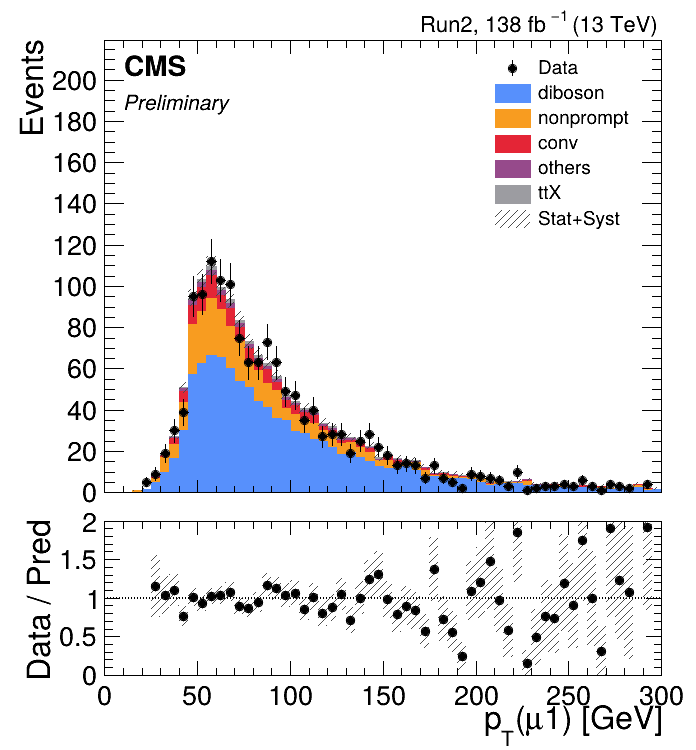 Run2, 138 fb⁻¹ (13 TeV)
CMS
Preliminary
Data
diboson
nonprompt
conv
others
ttX
Stat+Syst
Events
200
180
160
140
120
100
80
60
40
20
0
Data / Pred
2
1.5
1
0.5
0
0 50 100 150 200 250 300
p_T(μ1) [GeV]